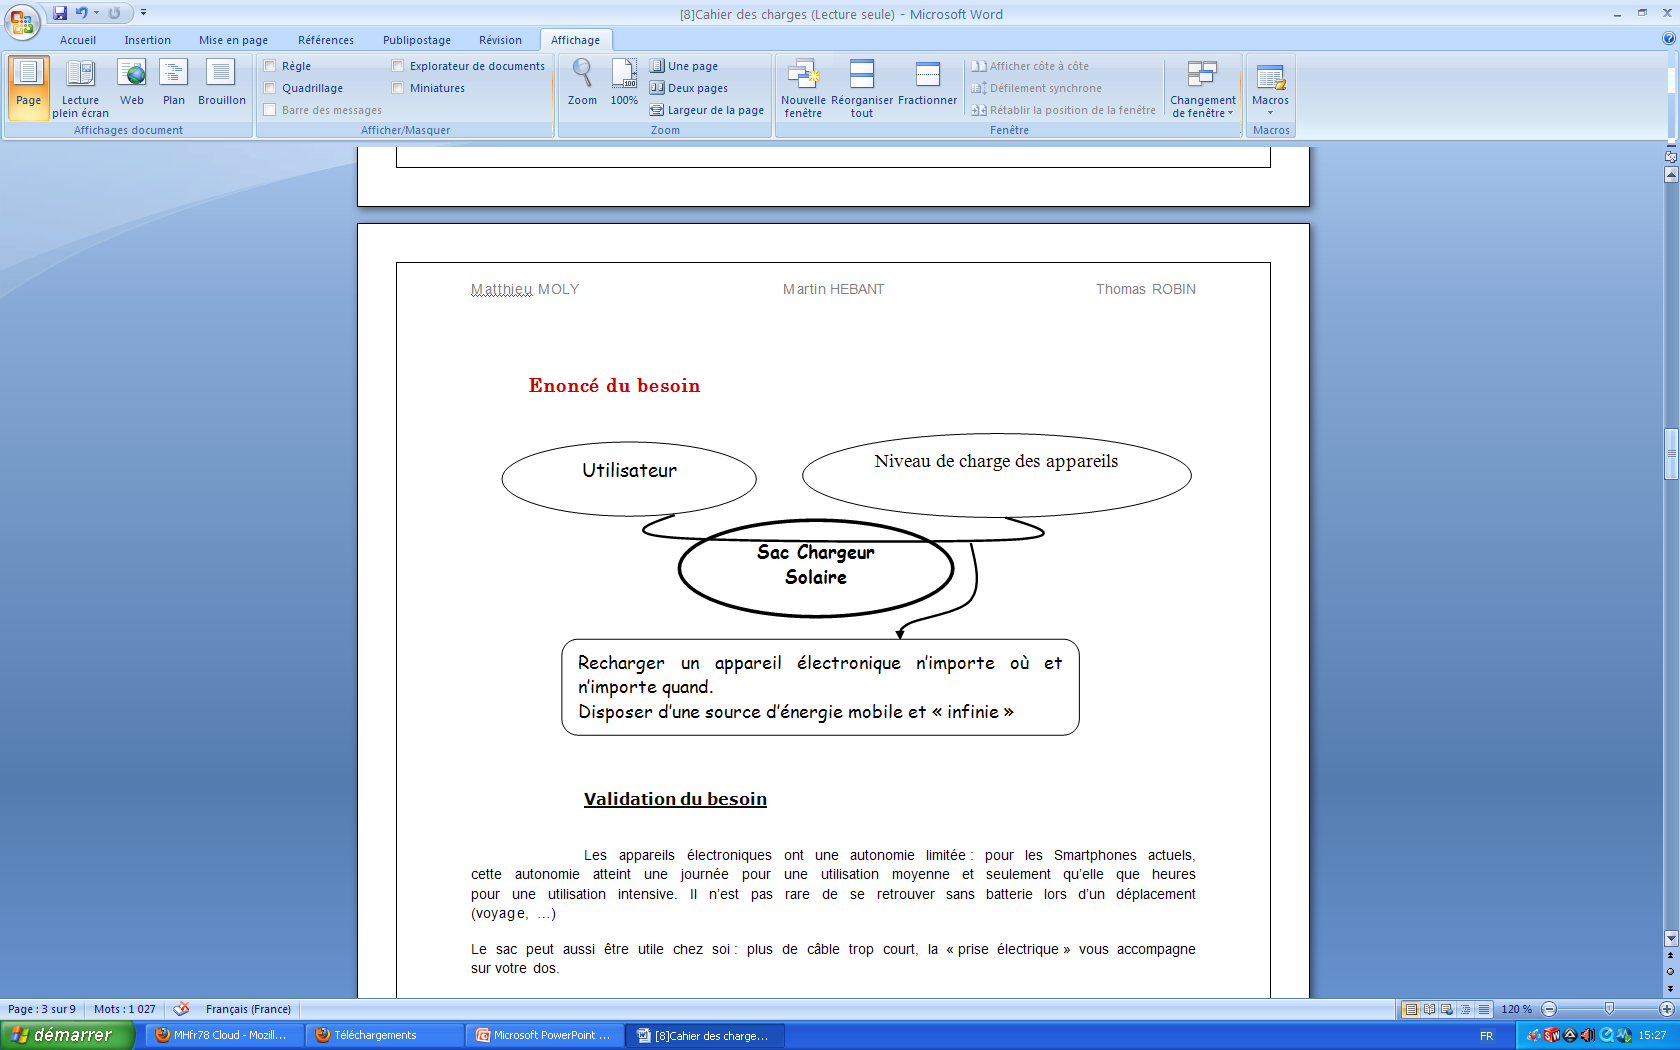 [8]Cahier des charges (Lecture seule) - Microsoft Word
Accueil Insertion Mise en page Références Publipostage Révision Affichage
Page
Lecture plein écran
Web
Plan
Brouillon
Affichages document
Règle
Quadrillage
Barre des messages
Explorateur de documents
Miniatures
Afficher/Masquer
Zoom
100%
Une page
Deux pages
Largeur de la page
Zoom
Nouvelle fenêtre
Réorganiser tout
Fractionner
Afficher côte à côte
Défilement synchrone
Rétablir la position de la fenêtre
Changement de fenêtre
Fenêtre
Macros
Macros
Matthieu MOLY Martin HEBANT Thomas ROBIN
Enoncé du besoin
Utilisateur
Niveau de charge des appareils
Sac Chargeur
Solaire
Recharger un appareil électronique n'importe où et
n'importe quand.
Disposer d'une source d'énergie mobile et « infinie »
Validation du besoin
Les appareils électroniques ont une autonomie limitée : pour les Smartphones actuels,
cette autonomie atteint une journée pour une utilisation moyenne et seulement qu'elle que heures
pour une utilisation intensive. Il n'est pas rare de se retrouver sans batterie lors d'un déplacement
(voyage, …)
Le sac peut aussi être utile chez soi : plus de câble trop court, la « prise électrique » vous accompagne
sur votre dos.
Page : 3 sur 9 Mots : 1 027 Français (France) 120 %
démarrer MHfr78 Cloud - Mozill... Téléchargements Microsoft PowerPoint ... [8]Cahier des charge... FR 15:27